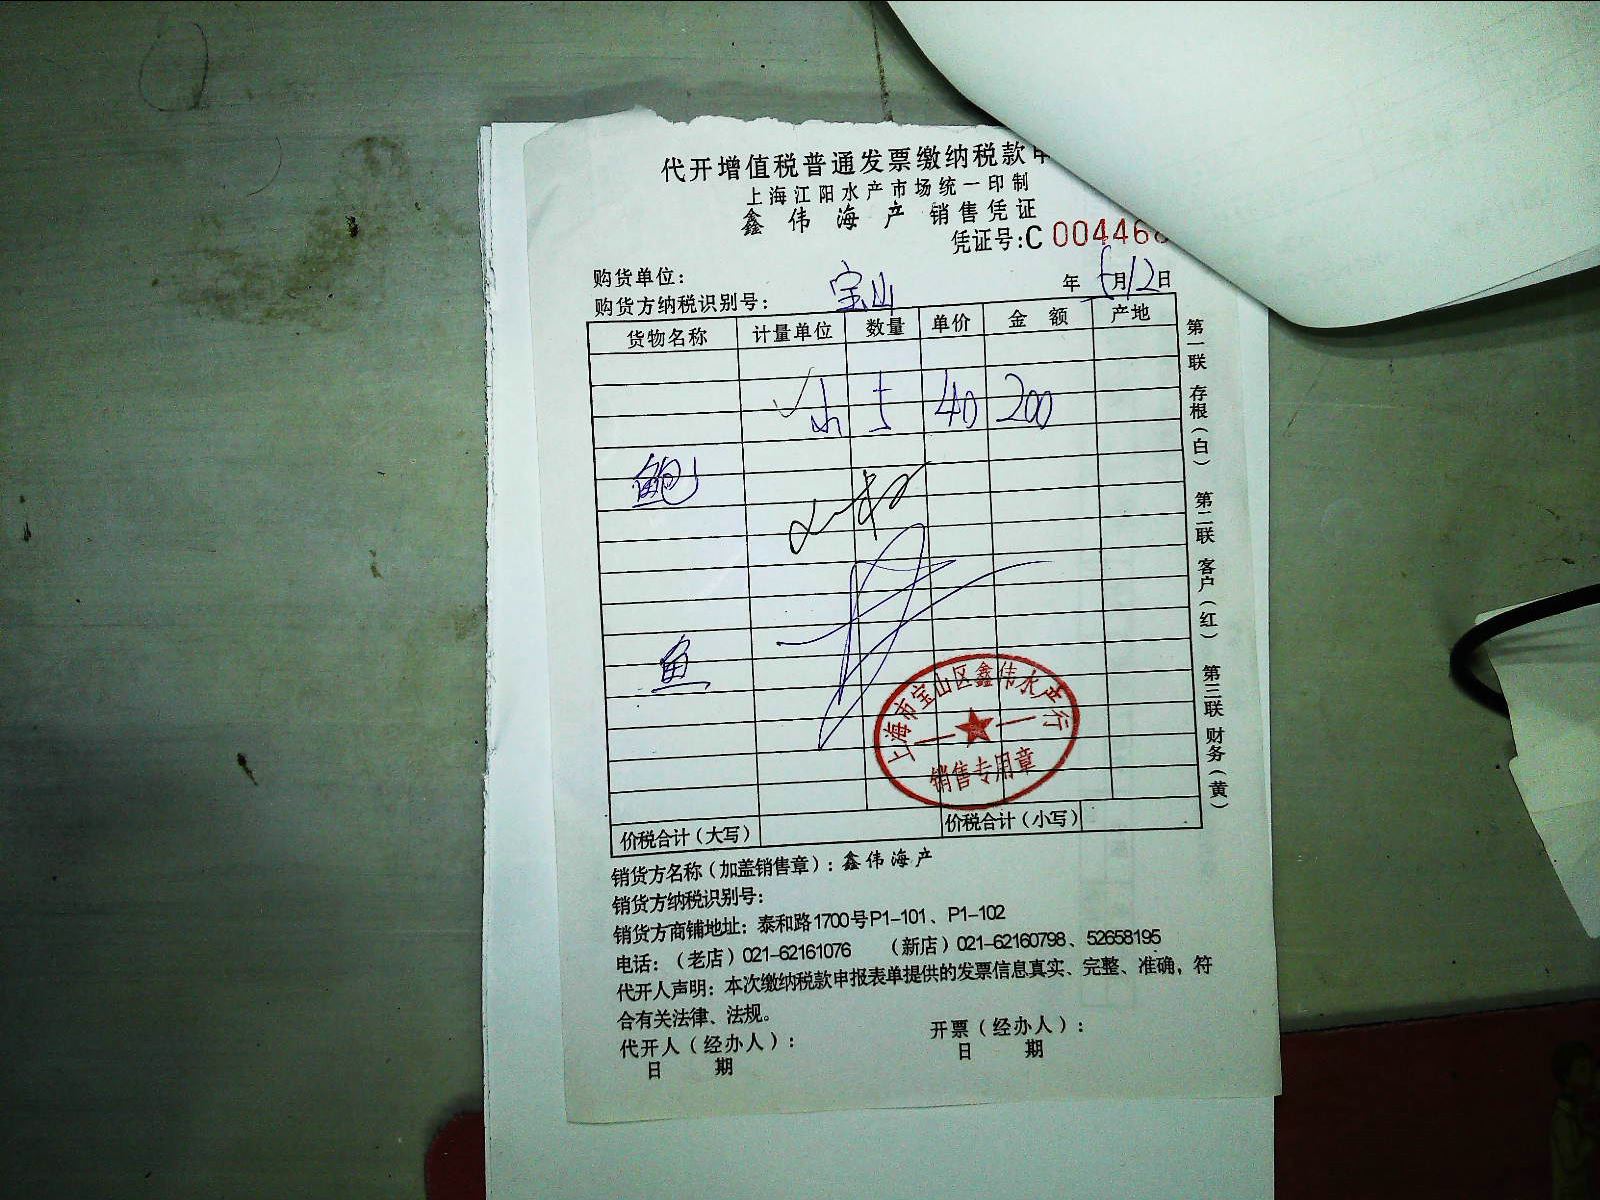 代开增值税普通发票缴纳税款申
上海江阳水产市场统一印制
鑫伟海产 销售凭证
凭证号:C 00446
购货单位:
年 月12日
购货方纳税识别号: 宝山
货物名称 计量单位 数量 单价 金额 产地
小 5 40 200
鲍
鱼
上海市宝山区鑫伟水产行
销售专用章
价税合计(大写) 价税合计(小写)
第一联 存根(白) 第二联 客户(红) 第三联 财务(黄)
销货方名称(加盖销售章):鑫伟海产
销货方纳税识别号:
销货方商铺地址:泰和路1700号P1-101、P1-102
电话:(老店)021-62161076 (新店)021-62160798、52658195
代开人声明:本次缴纳税款申报表单提供的发票信息真实、完整、准确,符
合有关法律、法规。
代开人(经办人): 开票(经办人):
日 期 日 期